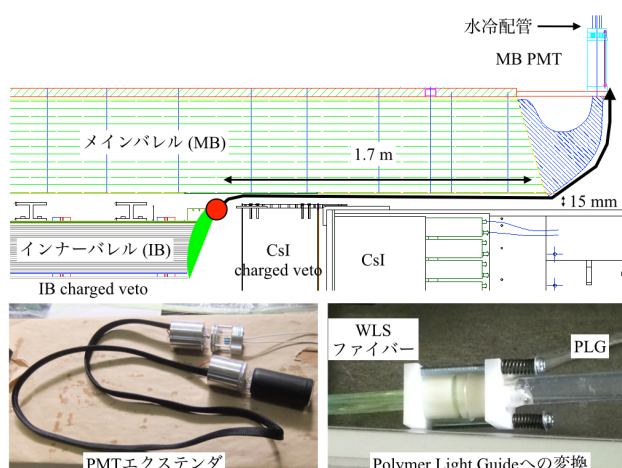 水冷配管
MB PMT
メインバレル (MB)
1.7 m
15 mm
インナーバレル (IB)
CsI
charged veto
CsI
IB charged veto
WLS
ファイバー
PLG
PMTエクステンダ
Polymer Light Guideへの変換